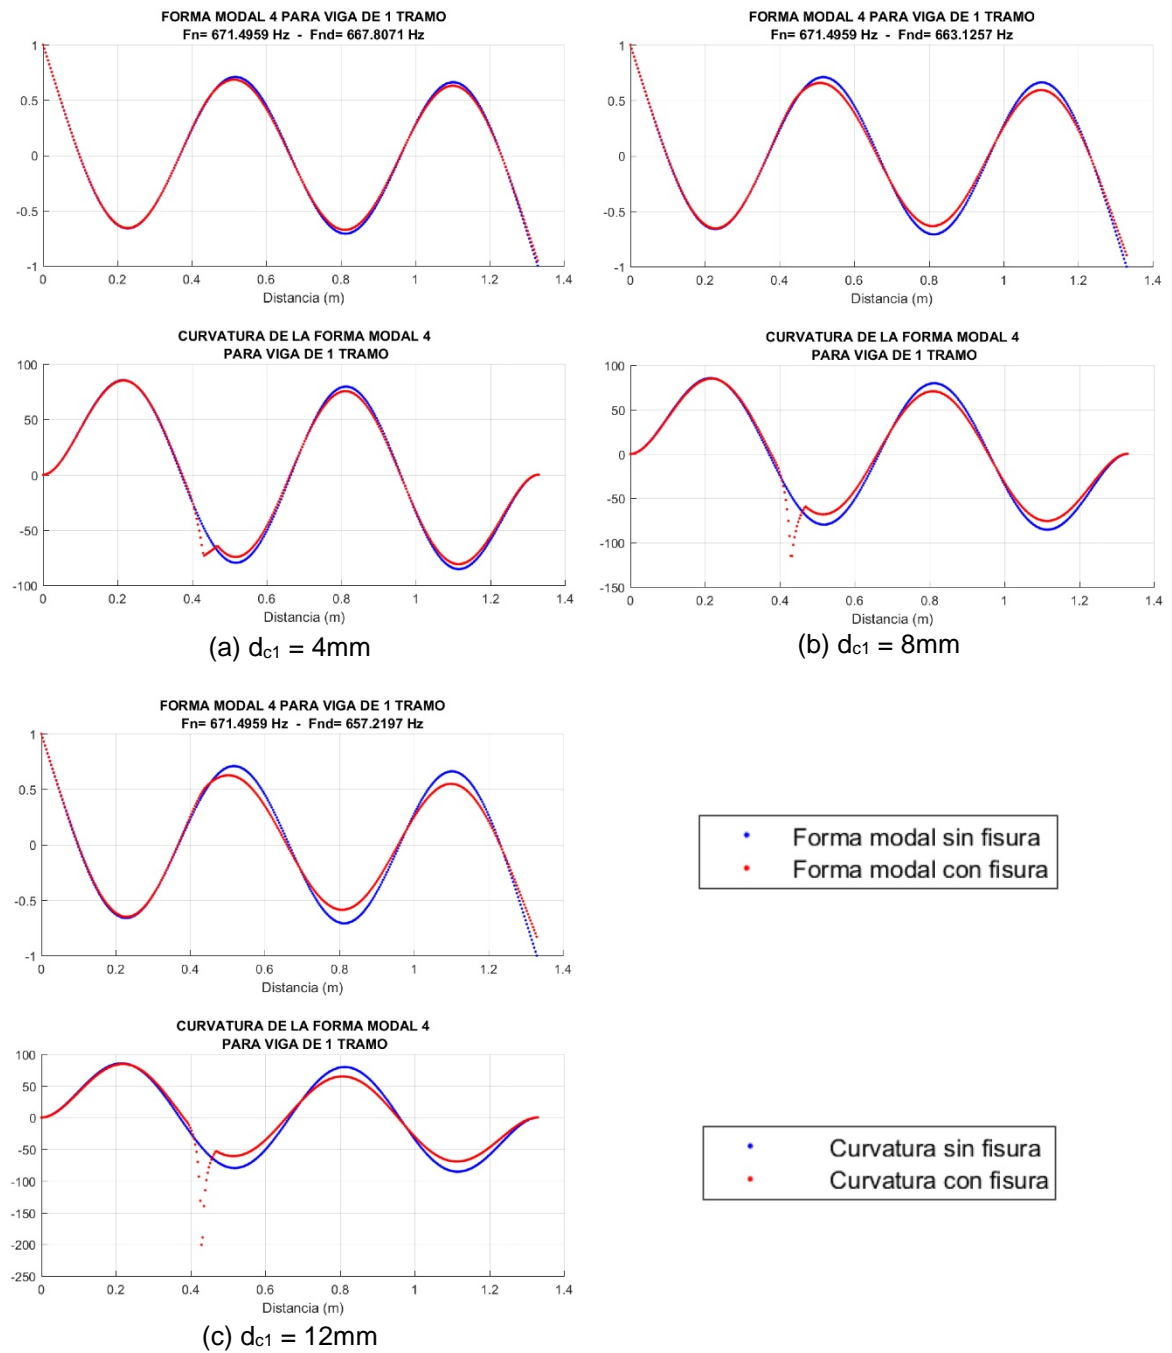 FORMA MODAL 4 PARA VIGA DE 1 TRAMO
Fn= 671.4959 Hz - Fnd= 667.8071 Hz
1
0.5
0
-0.5
-1
0 0.2 0.4 0.6 0.8 1 1.2 1.4
Distancia (m)
CURVATURA DE LA FORMA MODAL 4
PARA VIGA DE 1 TRAMO
100
50
0
-50
-100
0 0.2 0.4 0.6 0.8 1 1.2 1.4
Distancia (m)
(a) dc1 = 4mm
FORMA MODAL 4 PARA VIGA DE 1 TRAMO
Fn= 671.4959 Hz - Fnd= 663.1257 Hz
1
0.5
0
-0.5
-1
0 0.2 0.4 0.6 0.8 1 1.2 1.4
Distancia (m)
CURVATURA DE LA FORMA MODAL 4
PARA VIGA DE 1 TRAMO
100
50
0
-50
-100
-150
0 0.2 0.4 0.6 0.8 1 1.2 1.4
Distancia (m)
(b) dc1 = 8mm
FORMA MODAL 4 PARA VIGA DE 1 TRAMO
Fn= 671.4959 Hz - Fnd= 657.2197 Hz
1
0.5
0
-0.5
-1
0 0.2 0.4 0.6 0.8 1 1.2 1.4
Distancia (m)
Forma modal sin fisura
Forma modal con fisura
CURVATURA DE LA FORMA MODAL 4
PARA VIGA DE 1 TRAMO
100
50
0
-50
-100
-150
-200
-250
0 0.2 0.4 0.6 0.8 1 1.2 1.4
Distancia (m)
Curvatura sin fisura
Curvatura con fisura
(c) dc1 = 12mm